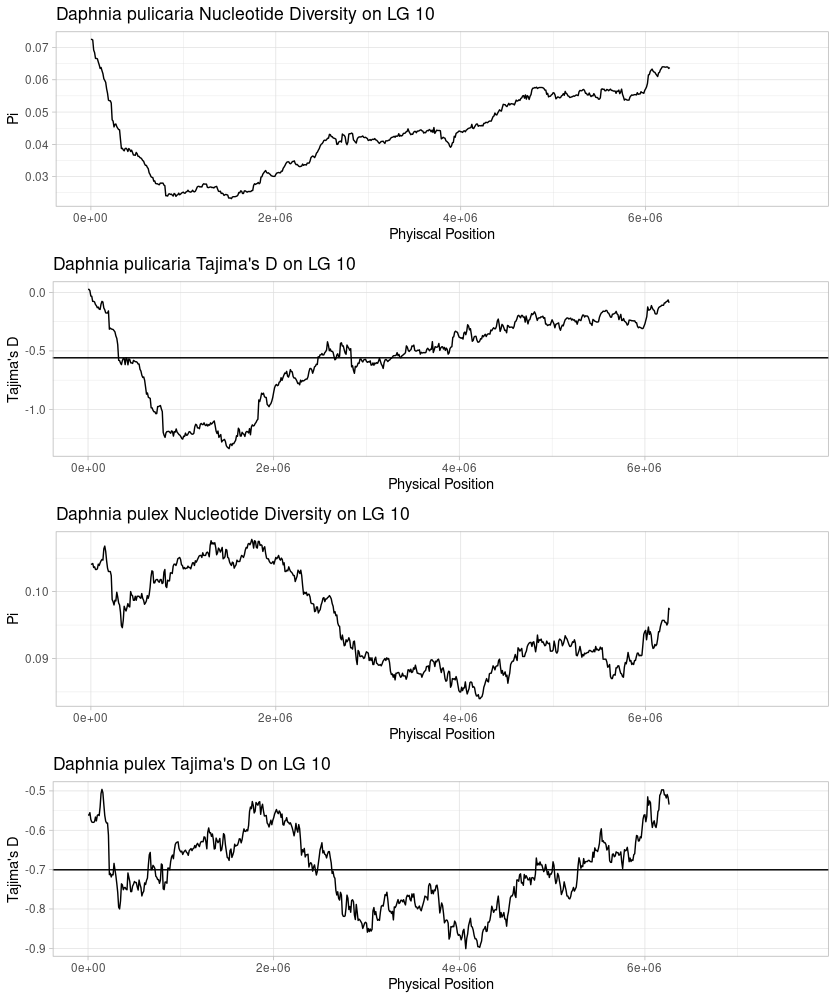 Daphnia pulicaria Nucleotide Diversity on LG 10
0.07
0.06
0.05
0.04
0.03
Pi
0e+00 2e+06 4e+06 6e+06
Phyiscal Position
Daphnia pulicaria Tajima's D on LG 10
0.0
-0.5
-1.0
Tajima's D
0e+00 2e+06 4e+06 6e+06
Physical Position
Daphnia pulex Nucleotide Diversity on LG 10
0.10
0.09
Pi
0e+00 2e+06 4e+06 6e+06
Phyiscal Position
Daphnia pulex Tajima's D on LG 10
-0.5
-0.6
-0.7
-0.8
-0.9
Tajima's D
0e+00 2e+06 4e+06 6e+06
Physical Position